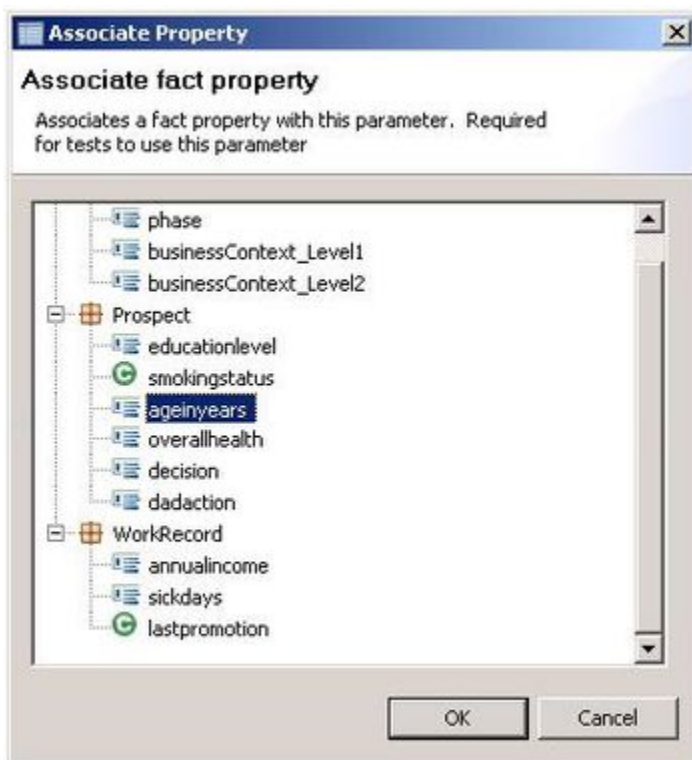 Associate Property
Associate fact property
Associates a fact property with this parameter. Required
for tests to use this parameter
phase
businessContext_Level1
businessContext_Level2
Prospect
educationlevel
smokingstatus
ageinyears
overallhealth
decision
dadaction
WorkRecord
annualincome
sickdays
lastpromotion
OK Cancel